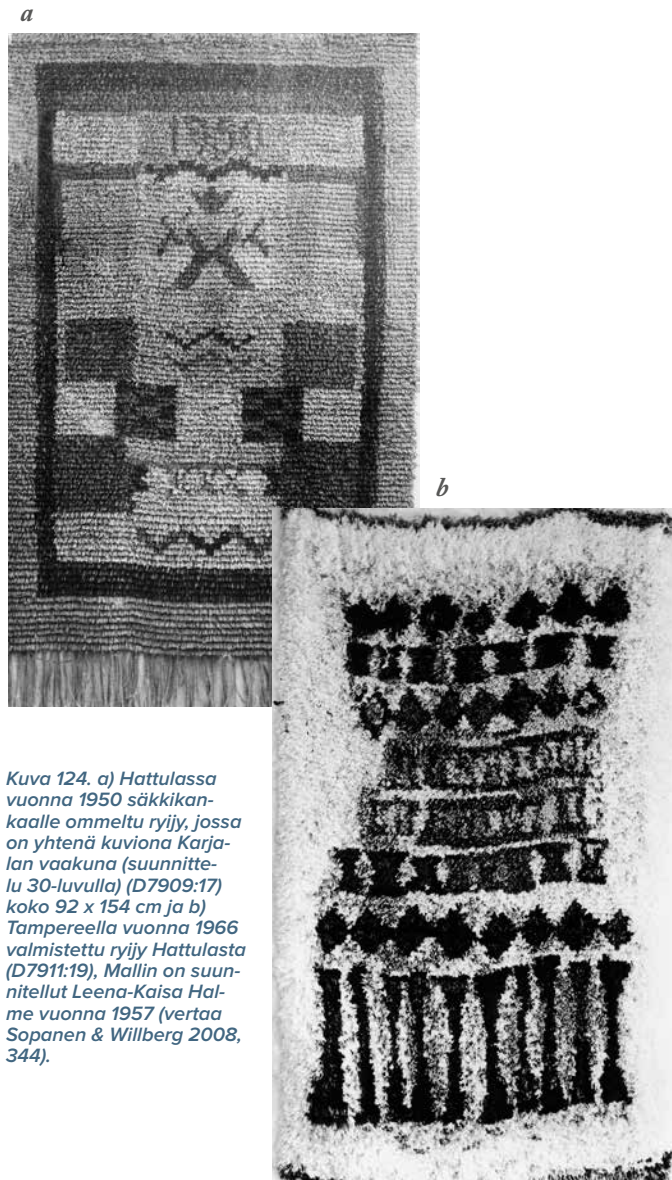 a
1950
b
Kuva 124. a) Hattulassa
vuonna 1950 säkkikan-
kaalle ommeltu ryijy, jossa
on yhtenä kuviona Karja-
lan vaakuna (suunnitte-
lu 30-luvulla) (D7909:17)
koko 92 x 154 cm ja b)
Tampereella vuonna 1966
valmistettu ryijy Hattulasta
(D7911:19), Mallin on suun-
nitellut Leena-Kaisa Hal-
me vuonna 1957 (vertaa
Sopanen & Willberg 2008,
344).